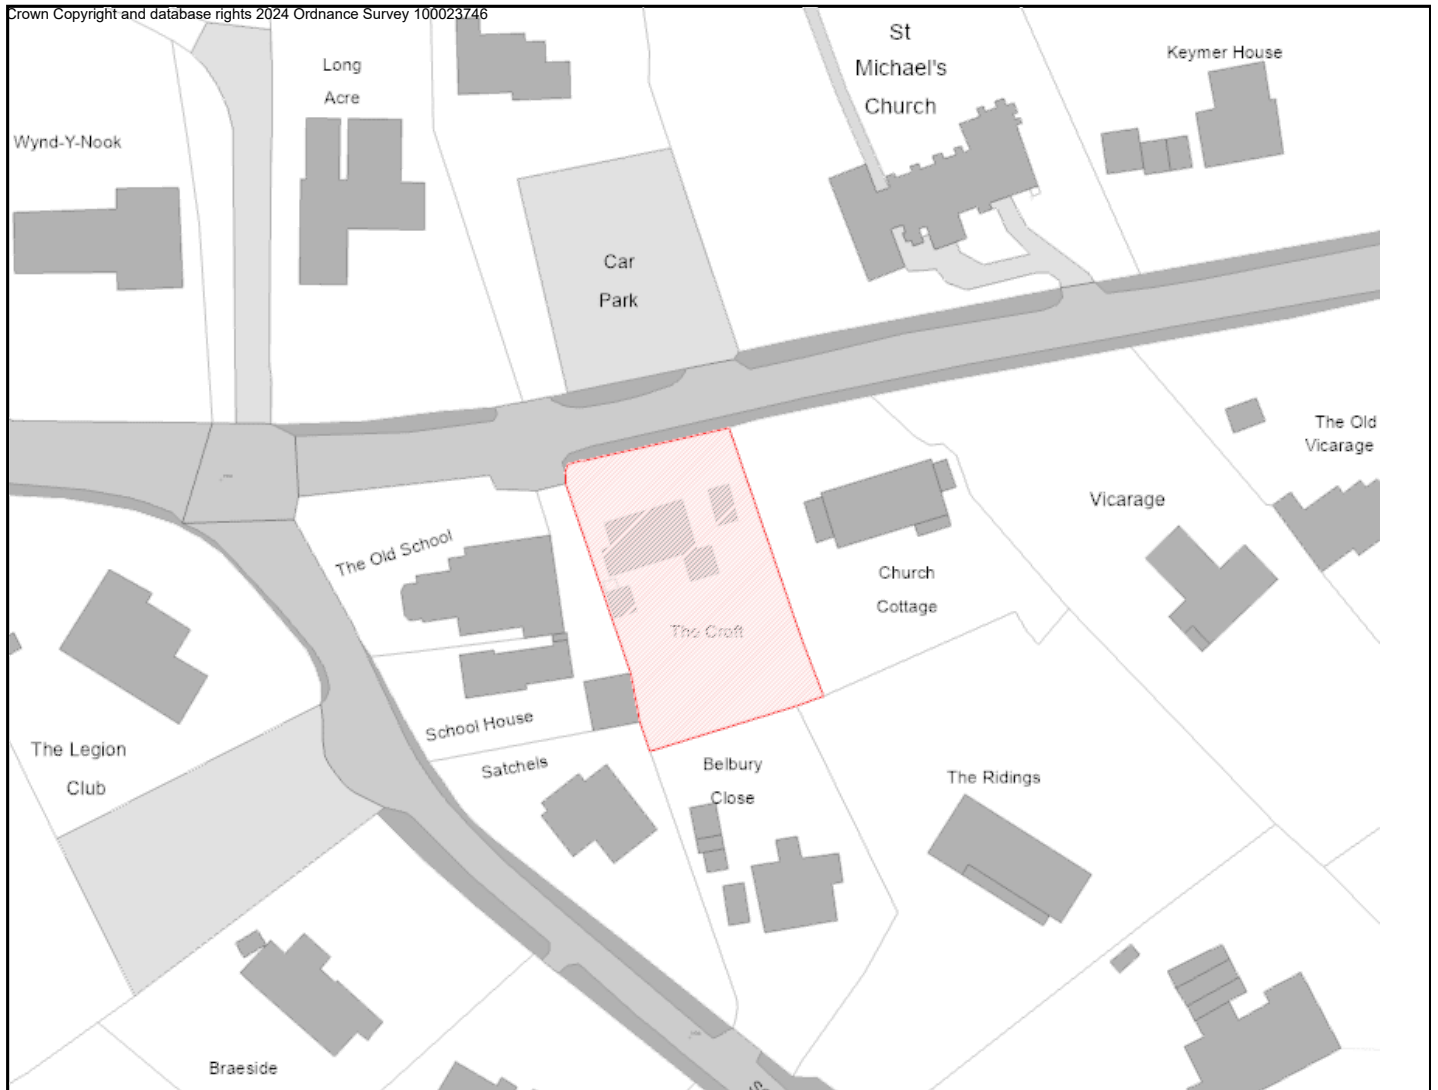 Crown Copyright and database rights 2024 Ordnance Survey 100023746
St
Michael's
Church
Keymer House
Long
Acre
Wynd-Y-Nook
Car
Park
The Old
Vicarage
Vicarage
The Old School
Church
Cottage
The Croft
School House
The Legion
Club
Satchels
Belbury
Close
The Ridings
Braeside